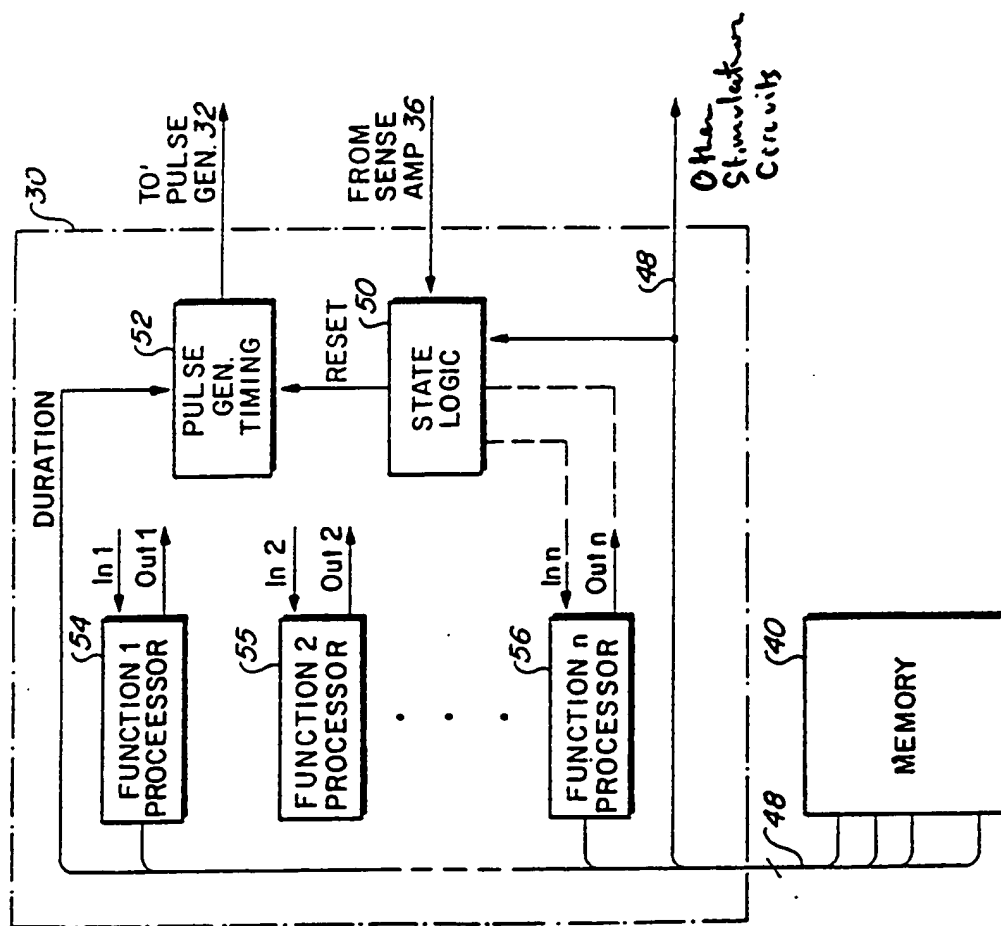 30
DURATION
TO'
PULSE
GEN. 32
52
PULSE
GEN.
TIMING
FROM
SENSE
AMP 36
RESET
50
STATE
LOGIC
In 1
Out 1
54
FUNCTION 1
PROCEESSOR
In 2
Out 2
55
FUNCTION 2
PROCESSOR
In n
Out n
56
FUNCTION n
PROCESSOR
48
Other
Stimulation
Circuits
48
40
MEMORY